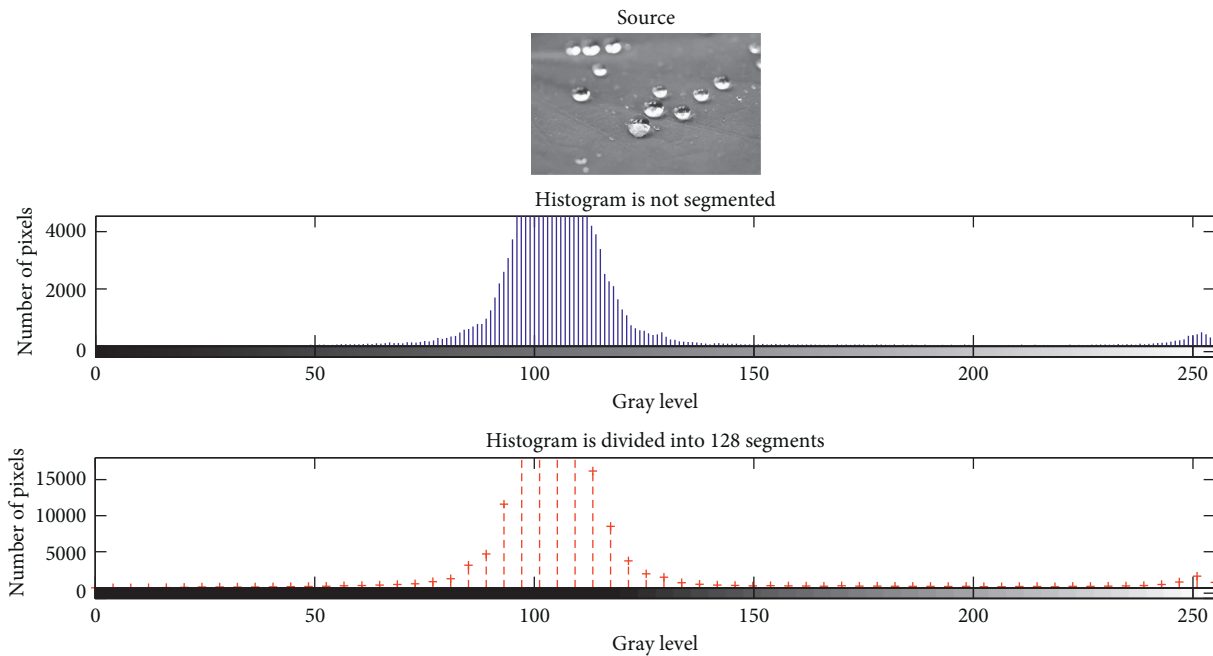 Source
Histogram is not segmented
Number of pixels
4000
2000
0
0 50 100 150 200 250
Gray level
Histogram is divided into 128 segments
Number of pixels
15000
10000
5000
0
0 50 100 150 200 250
Gray level